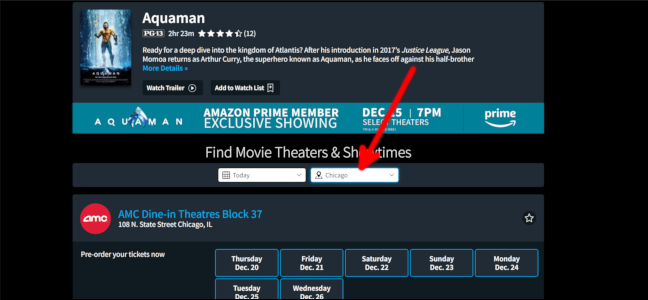 Aquaman
PG-13 2hr 23m (12)
Ready for a deep dive into the kingdom of Atlantis? After his introduction in 2017's Justice League, Jason
Momoa returns as Arthur Curry, the superhero known as Aquaman, as he faces off against his half-brother
More Details »
Watch Trailer
Add to Watch List
AQUAMAN
AMAZON PRIME MEMBER
EXCLUSIVE SHOWING
DEC 15 | 7PM
SELECT THEATERS
prime
Find Movie Theaters & Showtimes
Today
Chicago
amc
AMC Dine-in Theatres Block 37
108 N. State Street Chicago, IL
Pre-order your tickets now
Thursday
Dec. 20
Friday
Dec. 21
Saturday
Dec. 22
Sunday
Dec. 23
Monday
Dec. 24
Tuesday
Dec. 25
Wednesday
Dec. 26